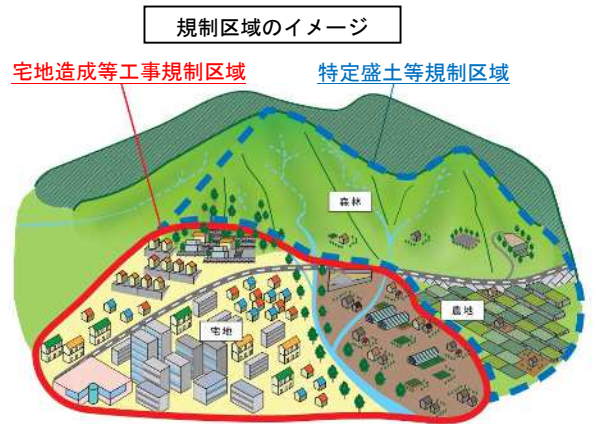 規制区域のイメージ
宅地造成等工事規制区域
特定盛土等規制区域
森林
農地
宅地